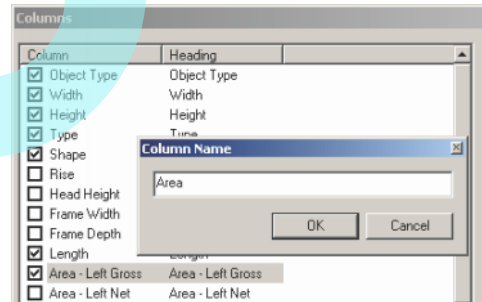 Columns
Column Heading
Object Type Object Type
Width Width
Height Height
Type Type
Shape
Column Name
Rise
Area
Head Height
Frame Width
OK Cancel
Frame Depth
Length Length
Area - Left Gross Area - Left Gross
Area - Left Net Area - Left Net